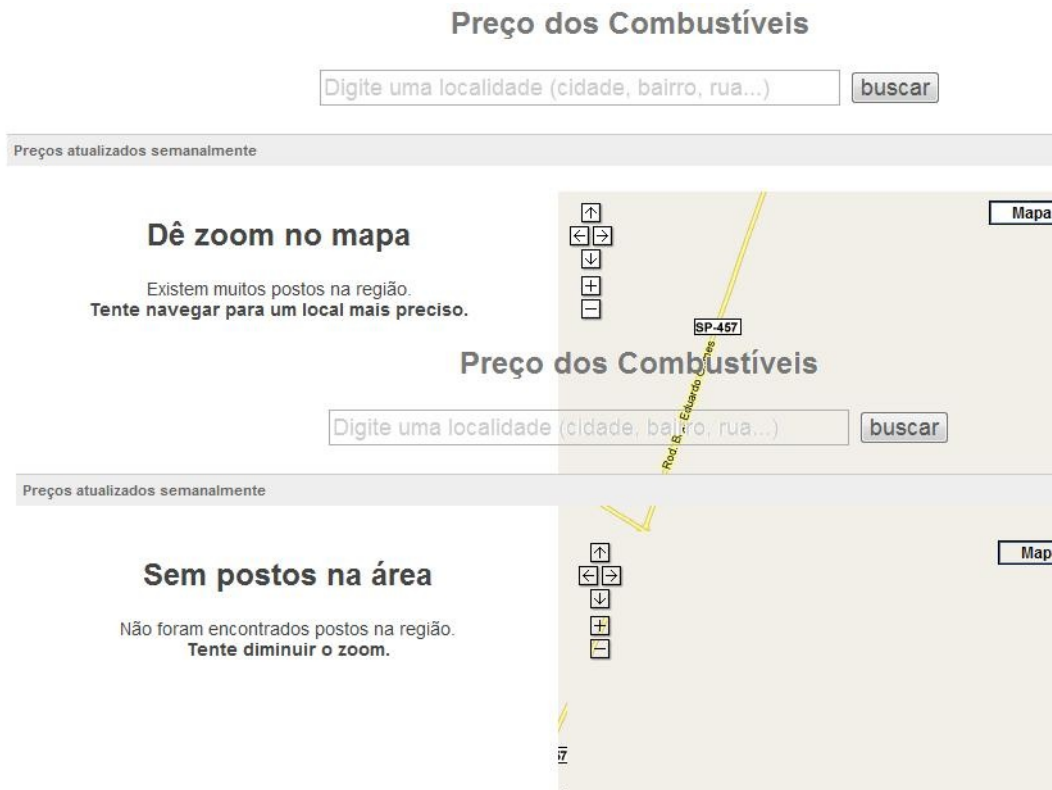 Preço dos Combustíveis
Digite uma localidade (cidade, bairro, rua...)
buscar
Preços atualizados semanalmente
Dê zoom no mapa
Existem muitos postos na região.
Tente navegar para um local mais preciso.
Mapa
SP-457
Rod. Eduardo
Preço dos Combustíveis
Digite uma localidade (cidade, bairro, rua...)
buscar
Preços atualizados semanalmente
Sem postos na área
Não foram encontrados postos na região.
Tente diminuir o zoom.
Map
57